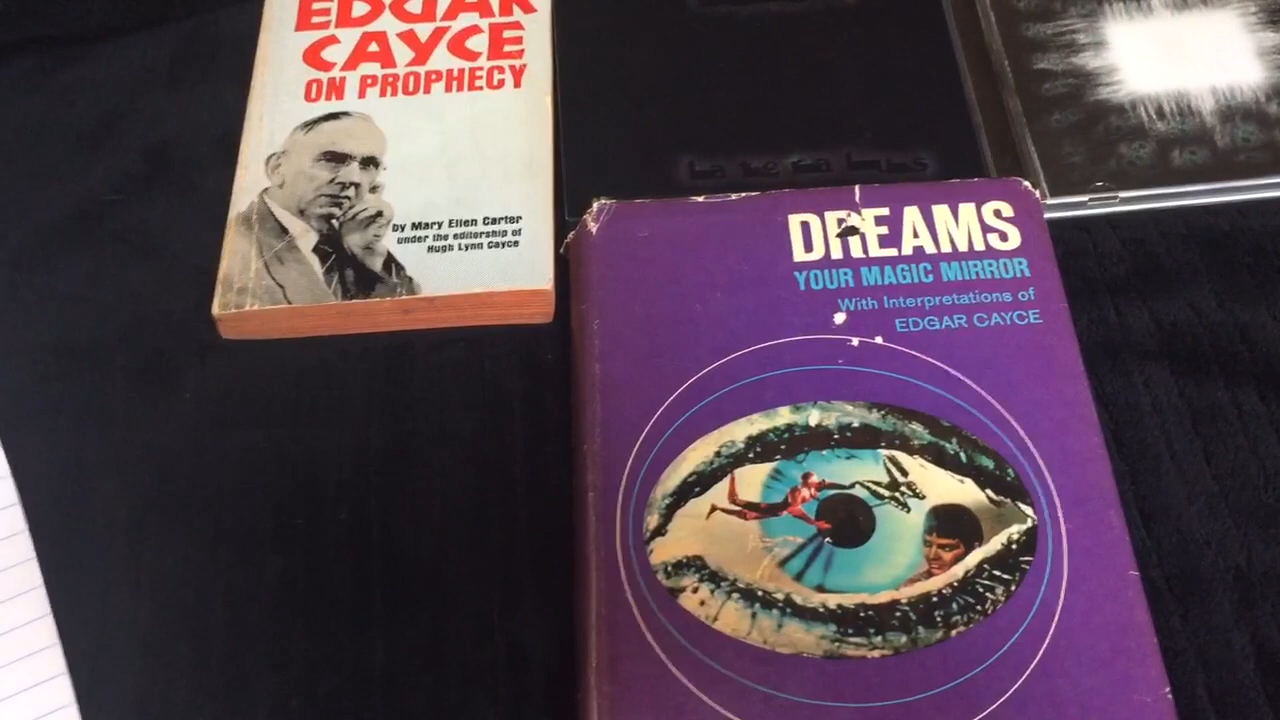 EDGAR
CAYCE
ON PROPHECY
by Mary Ellen Carter
under the editorship of
Hugh Lynn Cayce
DREAMS
YOUR MAGIC MIRROR
With Interpretations of
EDGAR CAYCE